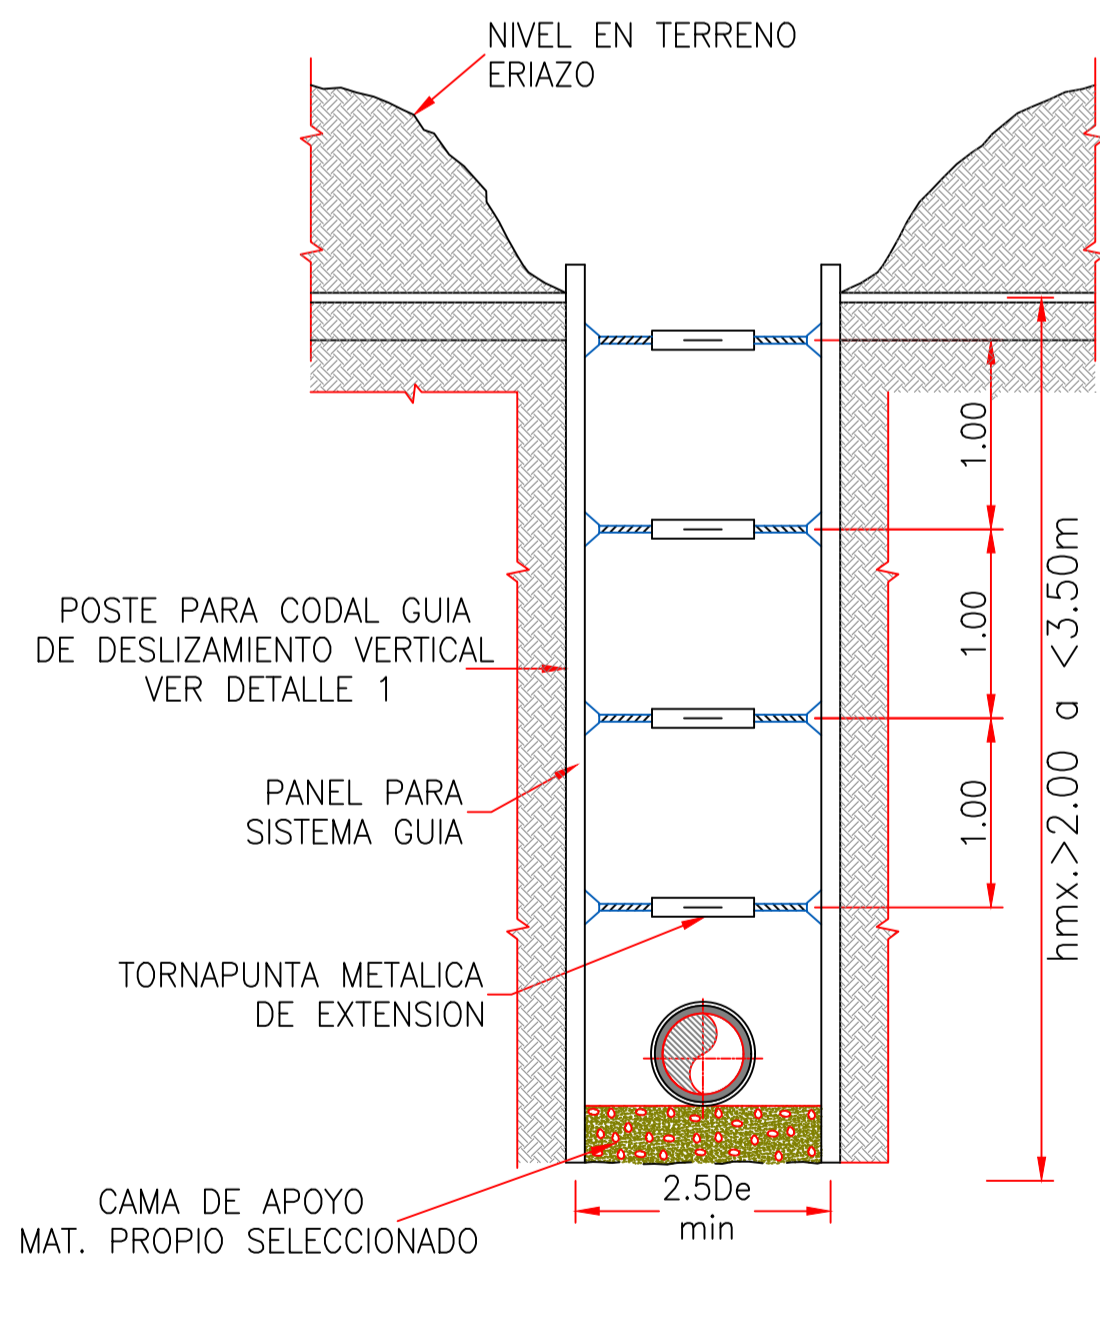 NIVEL EN TERRENO
ERIAZO
1.00
1.00
1.00
hmx.>2.00 a <3.50m
POSTE PARA CODAL GUIA
DE DESLIZAMIENTO VERTICAL
VER DETALLE 1
PANEL PARA
SISTEMA GUIA
TORNAPUNTA METALICA
DE EXTENSION
CAMA DE APOYO
MAT. PROPIO SELECCIONADO
2.5De
min